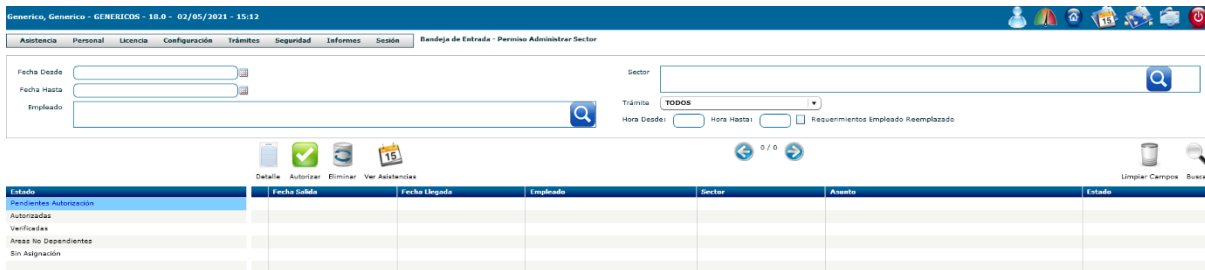 Generico, Generico - GENERICOS - 18.0 - 02/05/2021 - 15:12
15
Asistencia Personal Licencia Configuración Trámites Seguridad Informes Sesión Bandeja de Entrada - Permiso Administrar Sector
Fecha Desde
Fecha Hasta
Empleado
Sector
Trámite TODOS
Hora Desde: Hora Hasta: Requerimientos Empleado Reemplazado
15
0 / 0
Detalle Autorizar Eliminar Ver Asistencias
Limpiar Campos Busca
Estado Fecha Salida Fecha Llegada Empleado Sector Asunto Estado
Pendientes Autorización
Autorizadas
Verificadas
Areas No Dependientes
Sin Asignación